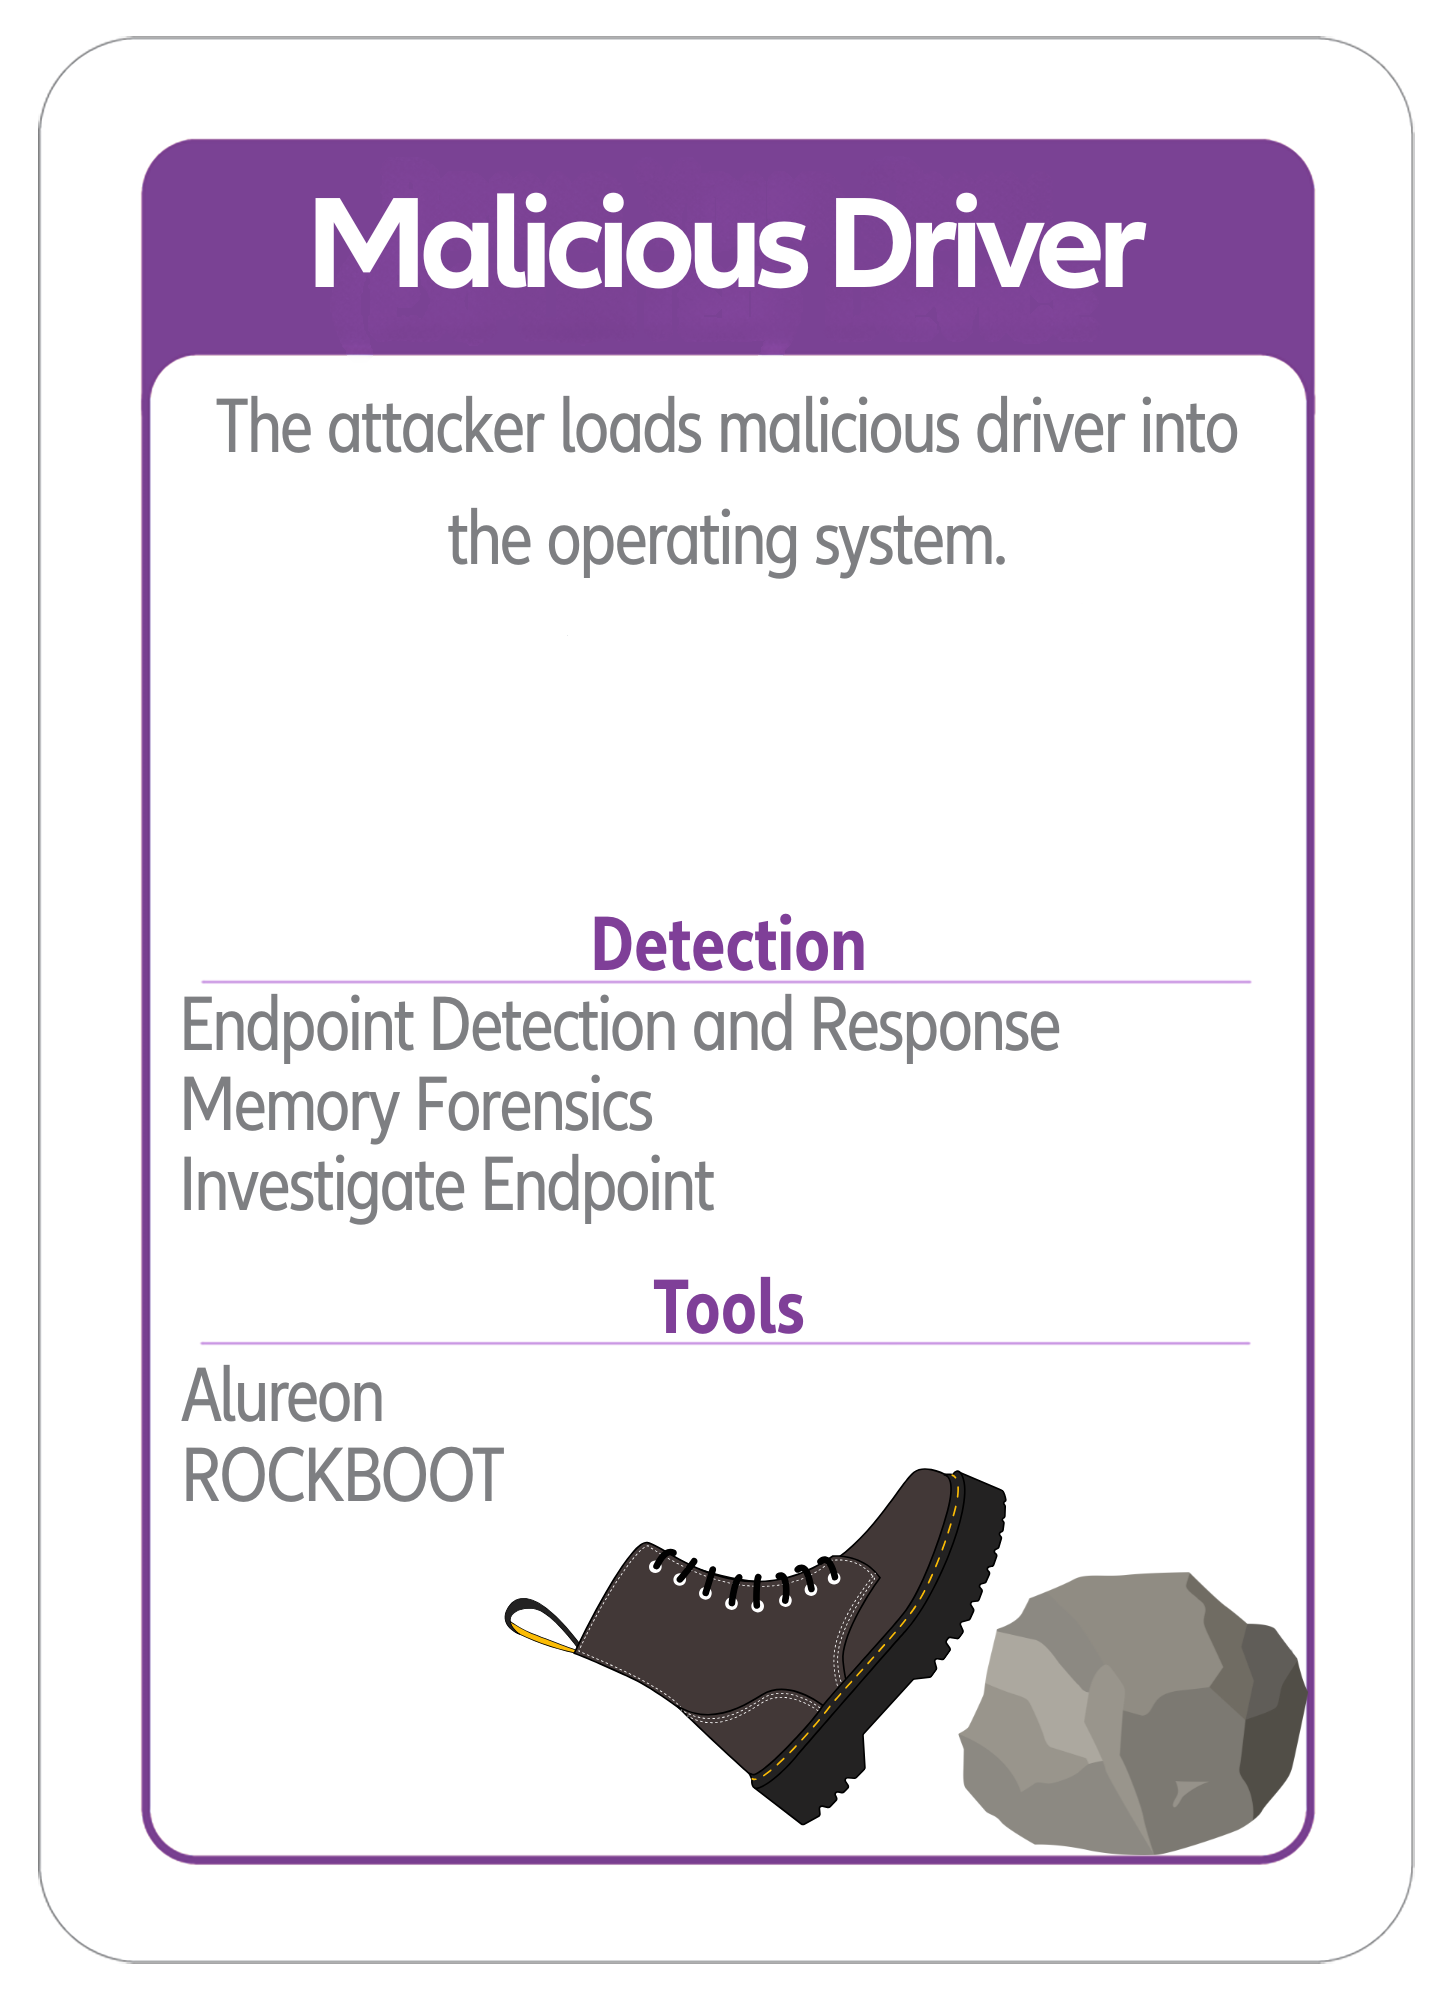 Malicious Driver
The attacker loads malicious driver into
the operating system.
Detection
Endpoint Detection and Response
Memory Forensics
Investigate Endpoint
Tools
Alureon
ROCKBOOT